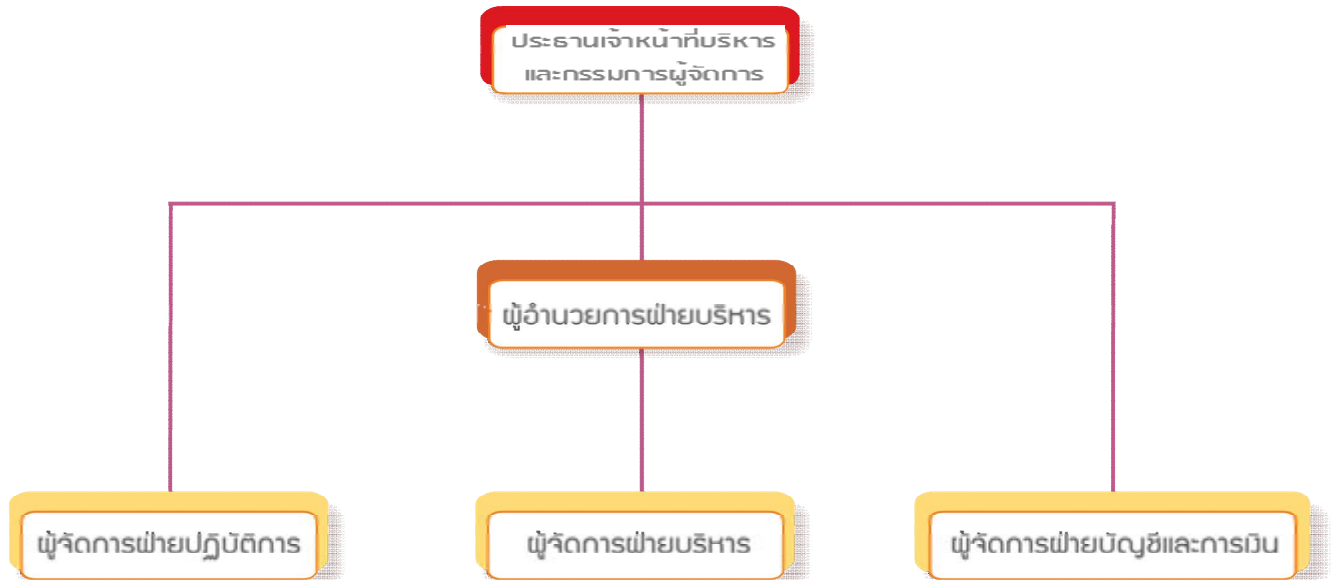 ประธานเจ้าหน้าที่บริหาร
และกรรมการผู้จัดการ
ผู้อำนวยการฝ่ายบริหาร
ผู้จัดการฝ่ายปฏิบัติการ
ผู้จัดการฝ่ายบริหาร
ผู้จัดการฝ่ายบัญชีและการเงิน